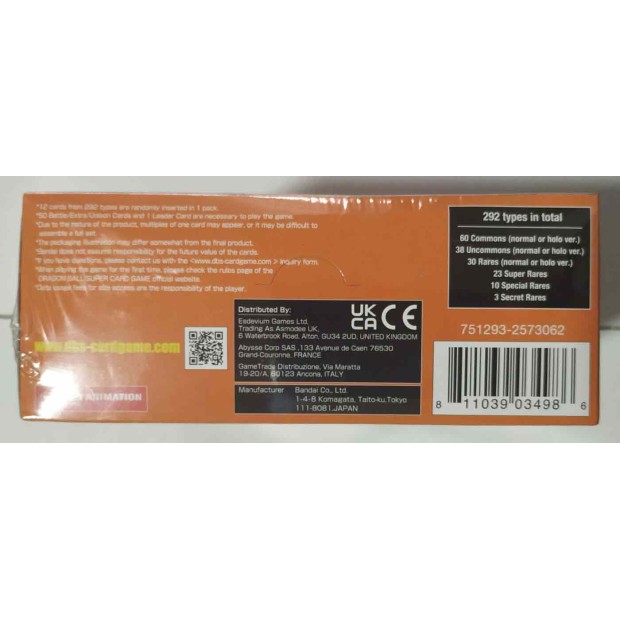 *12 cards from 292 types are randomly inserted in 1 pack.
*50 Battle/Extra/Unison Cards and 1 Leader Card are necessary to play the game.
*Due to the nature of the product, multiples of one card may appear, or it may be difficult to
assemble a full set.
*The packaging illustration may differ somewhat from the final product.
*Bandai does not assume responsibility for the future value of the cards.
*If you have questions, please contact us with the <www.dbs-cardgame.com > inquiry form.
*When playing the game for the first time, please check the rules page of the
DRAGON BALL SUPER CARD GAME official website.
*Data usage fees for site access are the responsibility of the player.
www.dbs-cardgame.com
ANIMATION
Distributed By:
Esdevium Games Ltd.
Trading As Asmodee UK,
6 Waterbrook Road, Alton, GU34 2UD, UNITED KINGDOM
Abysse Corp SAS ,133 Avenue de Caen 76530
Grand-Couronne, FRANCE
GameTrade Distribuzione, Via Maratta
19-20/A, 60123 Ancona, ITALY
UK
CA
CE
Manufacturer Bandai Co., Ltd.
1-4-8 Komagata, Taito-ku,Tokyo
111-8081,JAPAN
292 types in total
60 Commons (normal or holo ver.)
38 Uncommons (normal or holo ver.)
30 Rares (normal or holo ver.)
23 Super Rares
10 Special Rares
3 Secret Rares
751293-2573062
8 11039 03498 6